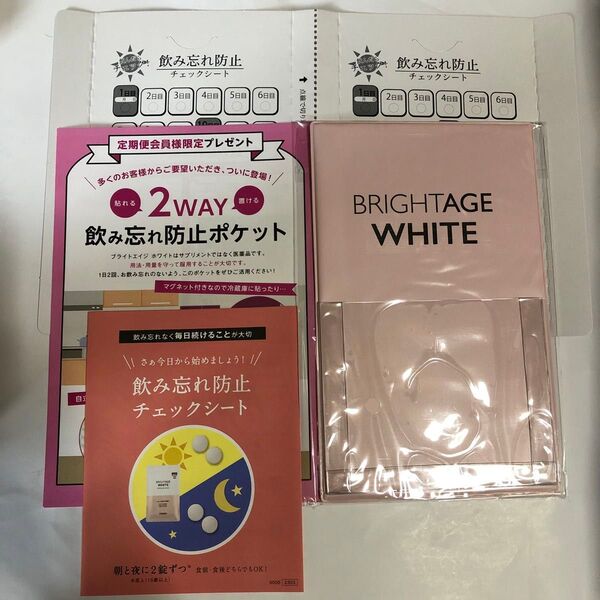 飲み忘れ防止
チェックシート
1日目
2日目
3日目
4日目
5日目
6日目
飲み忘れ防止
チェックシート
1日目
2日目
3日目
4日目
5日目
6日目
点線で切り
定期便会員様限定プレゼント
多くのお客様からご要望いただき、ついに登場！
貼れる 2WAY 置ける
飲み忘れ防止ポケット
ブライトエイジ ホワイトはサプリメントではなく医薬品です。
用法・用量を守って服用することが大切です。
1日2回、お飲み忘れのないよう、このポケットをぜひご活用ください！
マグネット付きなので冷蔵庫に貼ったり…
BRIGHTAGE
WHITE
飲み忘れなく毎日続けることが大切
さぁ今日から始めましょう！
飲み忘れ防止
チェックシート
BRIGHTAGE
WHITE
朝と夜に2錠ずつ* 食前・食後どちらでもOK！